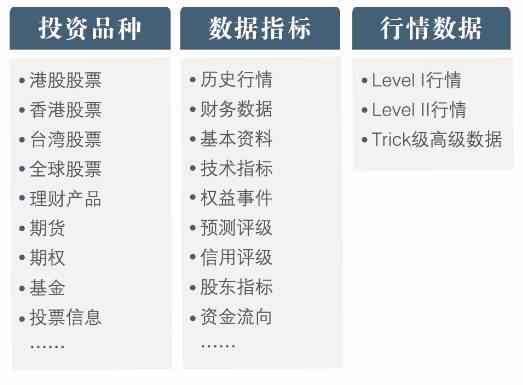 投资品种
• 港股股票
• 香港股票
• 台湾股票
• 全球股票
• 理财产品
• 期货
• 期权
• 基金
• 投票信息
……
数据指标
• 历史行情
• 财务数据
• 基本资料
• 技术指标
• 权益事件
• 预测评级
• 信用评级
• 股东指标
• 资金流向
……
行情数据
• Level I行情
• Level II行情
• Trick级高级数据